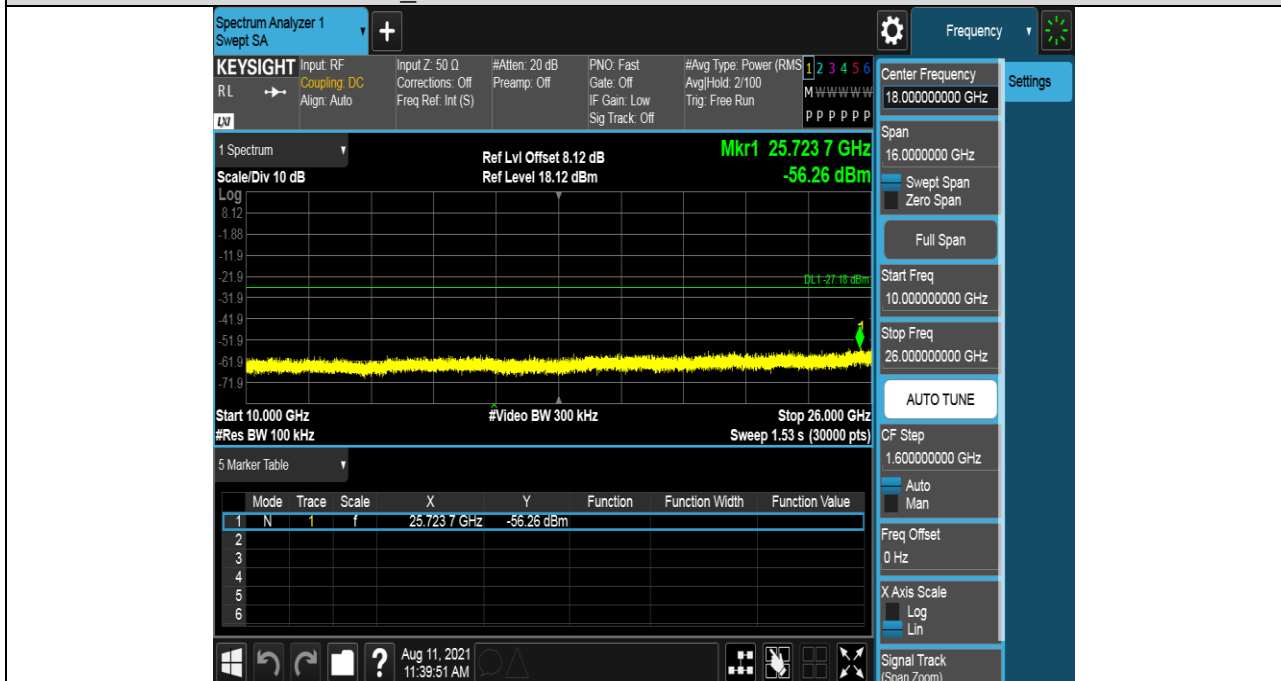 Spectrum Analyzer 1
Swept SA
+
Frequency
KEYSIGHT
RL
LXI
Input: RF
Coupling: DC
Align: Auto
Input Z: 50 Ω
Corrections: Off
Freq Ref: Int (S)
#Atten: 20 dB
Preamp: Off
PNO: Fast
Gate: Off
IF Gain: Low
Sig Track: Off
#Avg Type: Power (RMS
Avg|Hold: 2/100
Trig: Free Run
1 2 3 4 5 6
M W W W W W
P P P P P P
1 Spectrum
Scale/Div 10 dB
Ref Lvl Offset 8.12 dB
Ref Level 18.12 dBm
Mkr1 25.723 7 GHz
-56.26 dBm
Log
8.12
-1.88
-11.9
-21.9
-31.9
-41.9
-51.9
-61.9
-71.9
DL1 -27.18 dBm
1
Start 10.000 GHz
#Video BW 300 kHz
Stop 26.000 GHz
#Res BW 100 kHz
Sweep 1.53 s (30000 pts)
5 Marker Table
Mode Trace Scale X Y Function Function Width Function Value
1 N 1 f 25.723 7 GHz -56.26 dBm
2
3
4
5
6
?
Aug 11, 2021
11:39:51 AM
Center Frequency
18.000000000 GHz
Settings
Span
16.0000000 GHz
Swept Span
Zero Span
Full Span
Start Freq
10.000000000 GHz
Stop Freq
26.000000000 GHz
AUTO TUNE
CF Step
1.600000000 GHz
Auto
Man
Freq Offset
0 Hz
X Axis Scale
Log
Lin
Signal Track
(Span Zoom)